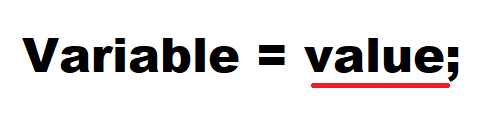 Variable = value;